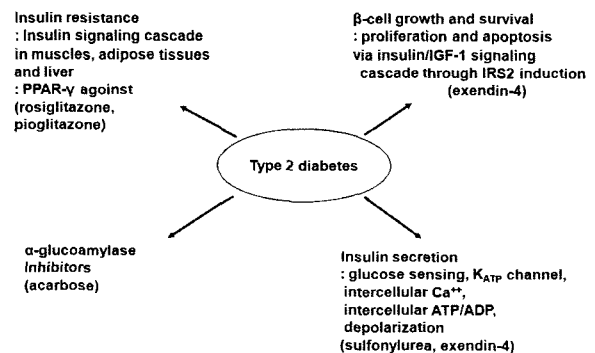 Insulin resistance
: Insulin signaling cascade
in muscles, adipose tissues
and liver
: PPAR-γ againt
(rosiglitazone,
pioglitazone)
β-cell growth and survival
: proliferation and apoptosis
via insulin/IGF-1 signaling
cascade through IRS2 induction
(exendin-4)
Type 2 diabetes
α-glucoamylase
Inhibitors
(acarbose)
Insulin secretion
: glucose sensing, K_ATP channel,
intercellular Ca⁺⁺,
intercellular ATP/ADP,
depolarization
(sulfonylurea, exendin-4)